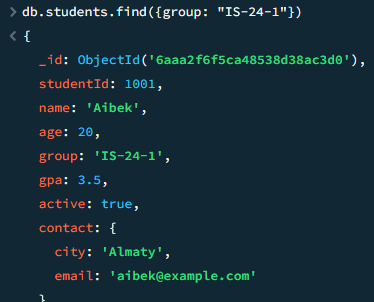 > db.students.find({group: "IS-24-1"})
< {
_id: ObjectId('6aaa2f6f5ca48538d38ac3d0'),
studentId: 1001,
name: 'Aibek',
age: 20,
group: 'IS-24-1',
gpa: 3.5,
active: true,
contact: {
city: 'Almaty',
email: 'aibek@example.com'
}